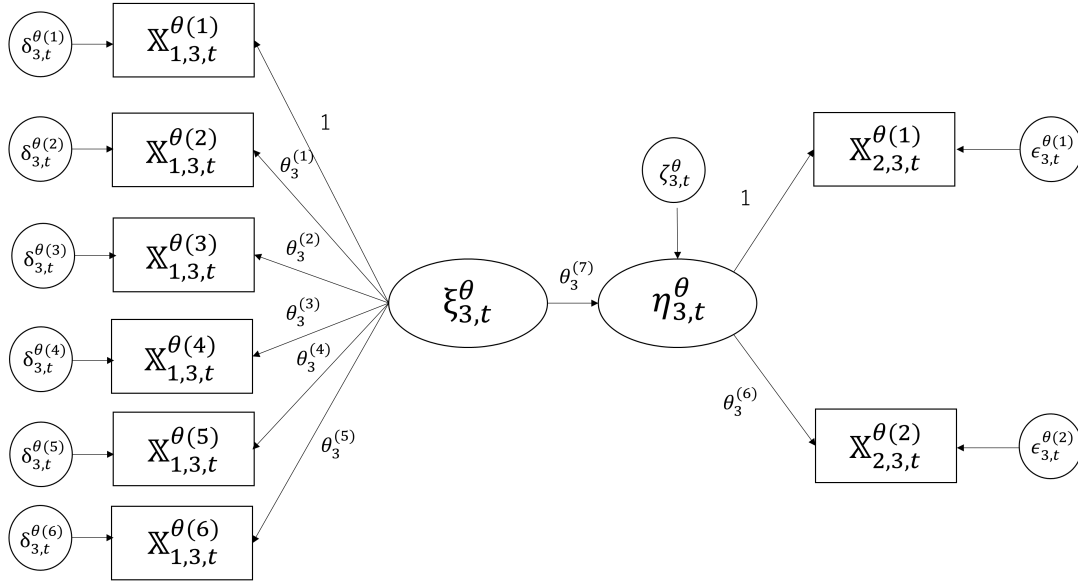 δ_{3,t}^{θ(1)} 𝕏_{1,3,t}^{θ(1)}
1
δ_{3,t}^{θ(2)} 𝕏_{1,3,t}^{θ(2)} θ_3^{(1)}
δ_{3,t}^{θ(3)} 𝕏_{1,3,t}^{θ(3)} θ_3^{(2)}
δ_{3,t}^{θ(4)} 𝕏_{1,3,t}^{θ(4)} θ_3^{(3)}
δ_{3,t}^{θ(5)} 𝕏_{1,3,t}^{θ(5)} θ_3^{(4)}
δ_{3,t}^{θ(6)} 𝕏_{1,3,t}^{θ(6)} θ_3^{(5)}
ξ_{3,t}^{θ} θ_3^{(7)} η_{3,t}^{θ}
ζ_{3,t}^{θ}
1 𝕏_{2,3,t}^{θ(1)} ϵ_{3,t}^{θ(1)}
θ_3^{(6)} 𝕏_{2,3,t}^{θ(2)} ϵ_{3,t}^{θ(2)}